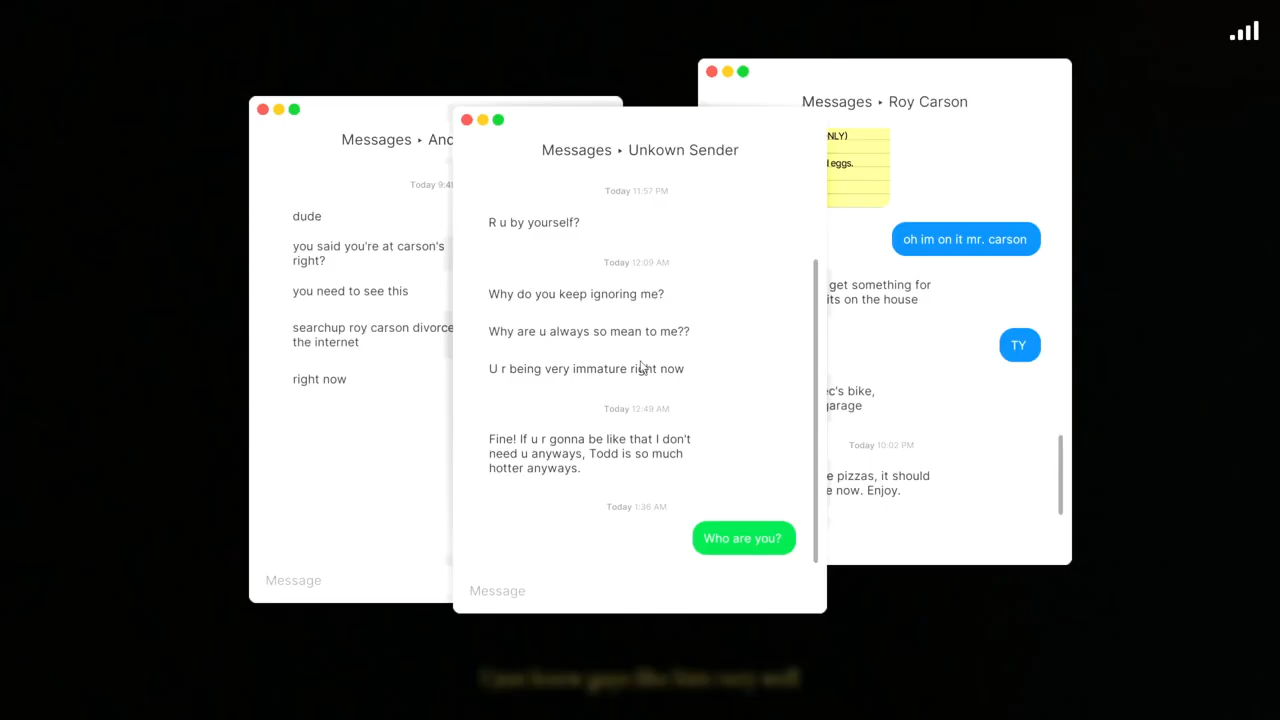 Messages ‣ And
Today 9:48
dude
you said you're at carson's
right?
you need to see this
searchup roy carson divorce
the internet
right now
Message
Messages ‣ Unkown Sender
Today 11:57 PM
R u by yourself?
Today 12:09 AM
Why do you keep ignoring me?
Why are u always so mean to me??
U r being very immature right now
Today 12:49 AM
Fine! If u r gonna be like that I don't
need u anyways, Todd is so much
hotter anyways.
Today 1:36 AM
Who are you?
Message
Messages ‣ Roy Carson
NLY)
eggs.
oh im on it mr. carson
get something for
its on the house
TY
ec's bike,
garage
Today 10:02 PM
e pizzas, it should
e now. Enjoy.